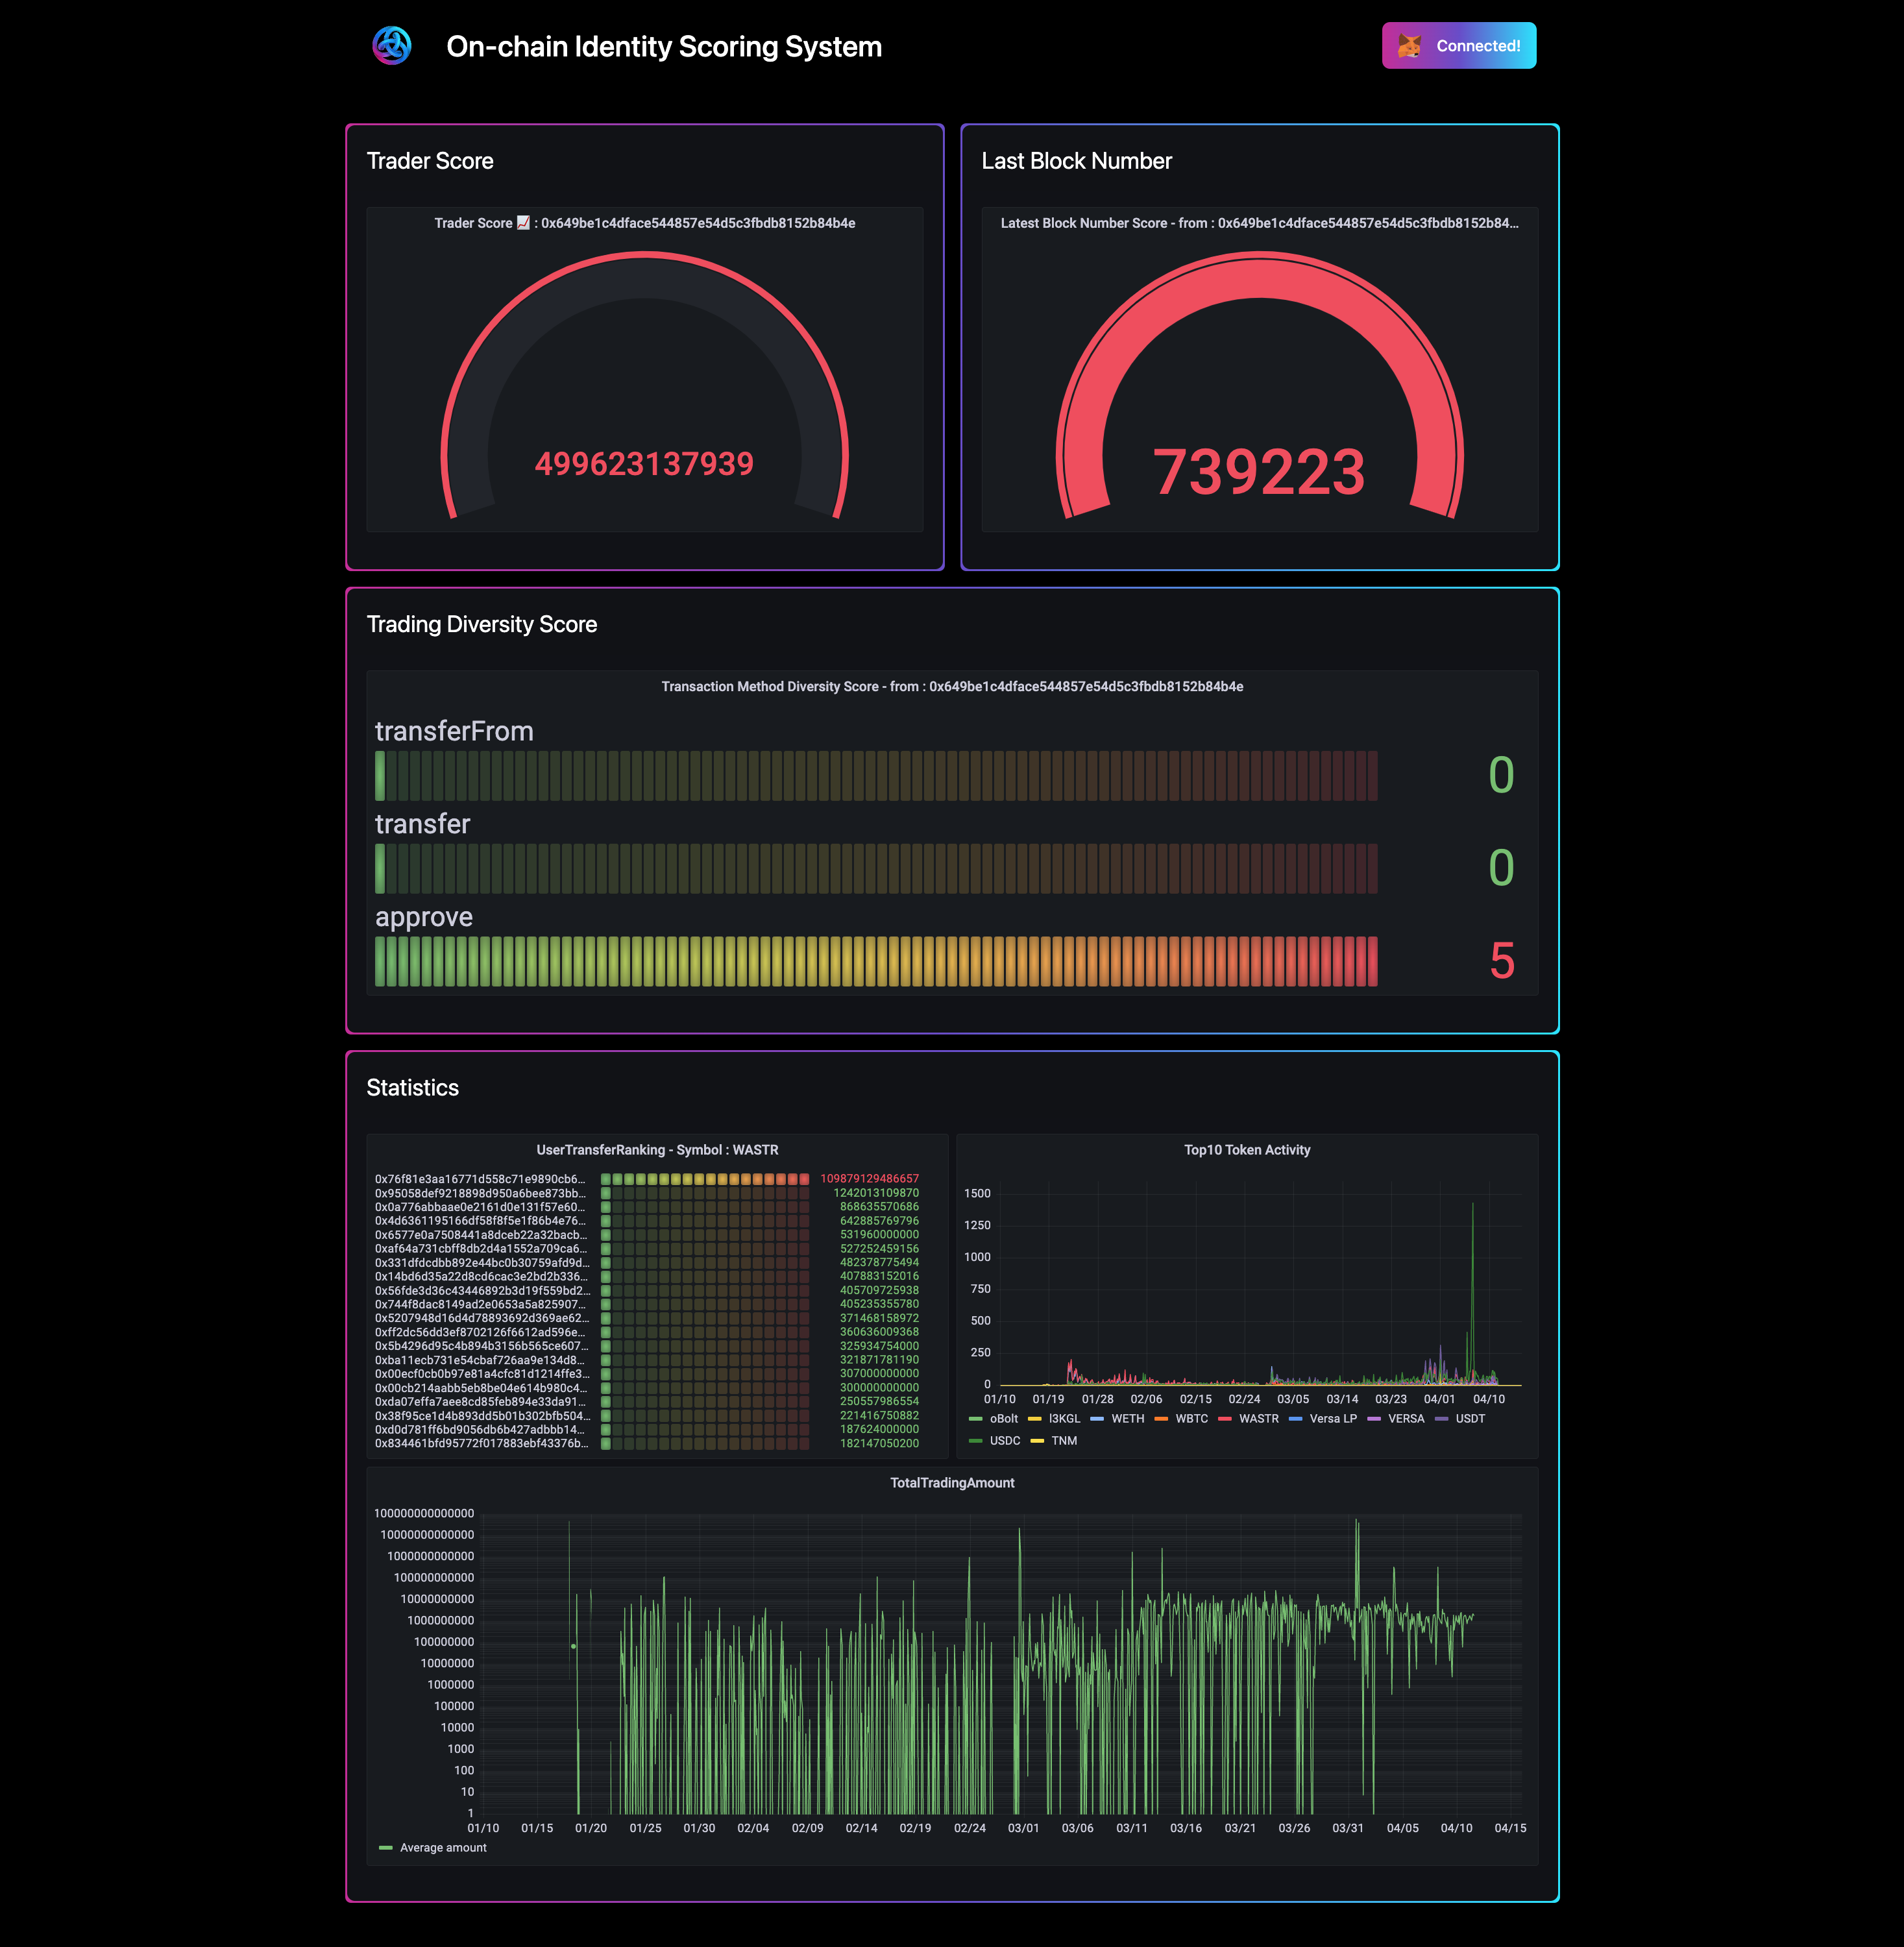 On-chain Identity Scoring System
Connected!
Trader Score
Trader Score 📈 : 0x649be1c4dface544857e54d5c3fbdb8152b84b4e
499623137939
Last Block Number
Latest Block Number Score - from : 0x649be1c4dface544857e54d5c3fbdb8152b84...
739223
Trading Diversity Score
Transaction Method Diversity Score - from : 0x649be1c4dface544857e54d5c3fbdb8152b84b4e
transferFrom
0
transfer
0
approve
5
Statistics
UserTransferRanking - Symbol : WASTR
0x76f81e3aa16771d558c71e9890cb6... 109879129486657
0x95058def9218898d950a6bee873bb... 1242013109870
0x0a776abbaae0e2161d0e131f57e60... 868635570686
0x4d6361195166df58f8f5e1f86b4e76... 642885769796
0x6577e0a7508441a8dceb22a32bacb... 531960000000
0xaf64a731cbff8db2d4a1552a709ca6... 527252459156
0x331dfdcdbb892e44bc0b30759afd9d... 482378775494
0x14bd6d35a22d8cd6cac3e2bd2b336... 407883152016
0x56fde3d36c43446892b3d19f559bd2... 405709725938
0x744f8dac8149ad2e0653a5a825907... 405235355780
0x5207948d16d4d78893692d369ae62... 371468158972
0xff2dc56dd3ef8702126f6612ad596e... 360636009368
0x5b4296d95c4b894b3156b565ce607... 325934754000
0xba11ecb731e54cbaf726aa9e134d8... 321871781190
0x00ecf0cb0b97e81a4cfc81d1214ffe3... 307000000000
0x00cb214aabb5eb8be04e614b980c4... 300000000000
0xda07effa7aee8cd85feb894e33da91... 250557986554
0x38f95ce1d4b893dd5b01b302bfb504... 221416750882
0xd0d781ff6bd9056db6b427adbbb14... 187624000000
0x834461bfd95772f017883ebf43376b... 182147050200
Top10 Token Activity
1500
1250
1000
750
500
250
0
01/10 01/19 01/28 02/06 02/15 02/24 03/05 03/14 03/23 04/01 04/10
oBolt l3KGL WETH WBTC WASTR Versa LP VERSA USDT
USDC TNM
TotalTradingAmount
100000000000000
10000000000000
1000000000000
100000000000
10000000000
1000000000
100000000
10000000
1000000
100000
10000
1000
100
10
1
01/10 01/15 01/20 01/25 01/30 02/04 02/09 02/14 02/19 02/24 03/01 03/06 03/11 03/16 03/21 03/26 03/31 04/05 04/10 04/15
Average amount